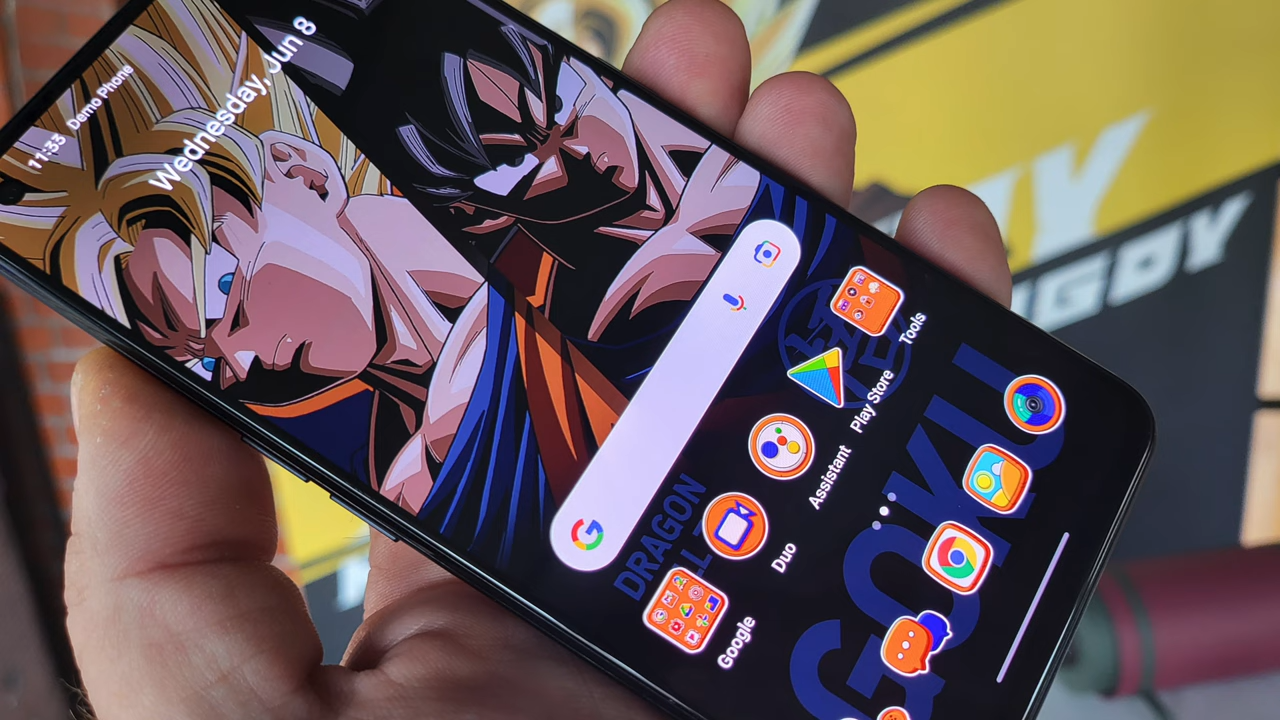 11:33
Demo Phone
Wednesday, Jun 8
G
Tools
Play Store
Assistant
Duo
Google
DRAGON
GOKU